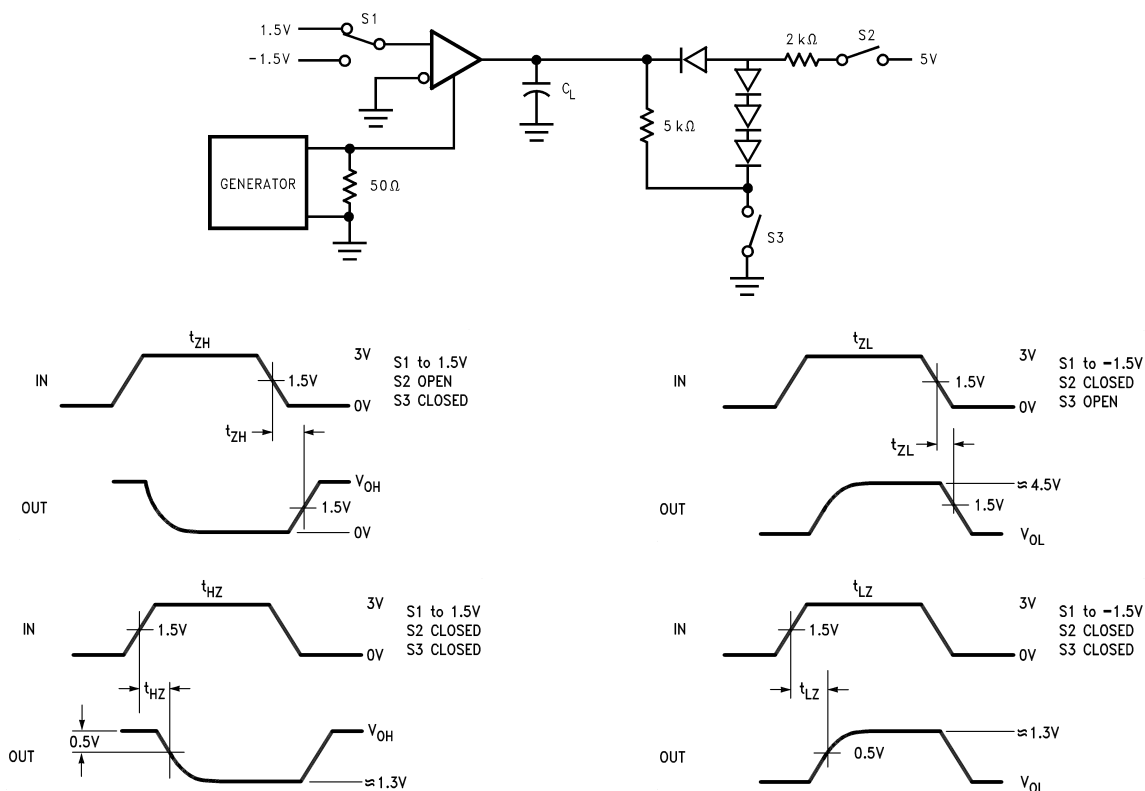 S1
1.5V
-1.5V
C_L
2 kΩ
S2
5V
5 kΩ
GENERATOR
50Ω
S3
t_ZH
IN
3V
1.5V
0V
S1 to 1.5V
S2 OPEN
S3 CLOSED
t_ZH
OUT
V_OH
1.5V
0V
t_ZL
IN
3V
1.5V
0V
S1 to -1.5V
S2 CLOSED
S3 OPEN
t_ZL
OUT
≈ 4.5V
1.5V
V_OL
t_HZ
IN
3V
1.5V
0V
S1 to 1.5V
S2 CLOSED
S3 CLOSED
t_HZ
OUT
0.5V
V_OH
≈1.3V
t_LZ
IN
3V
1.5V
0V
S1 to -1.5V
S2 CLOSED
S3 CLOSED
t_LZ
OUT
≈1.3V
0.5V
V_OL